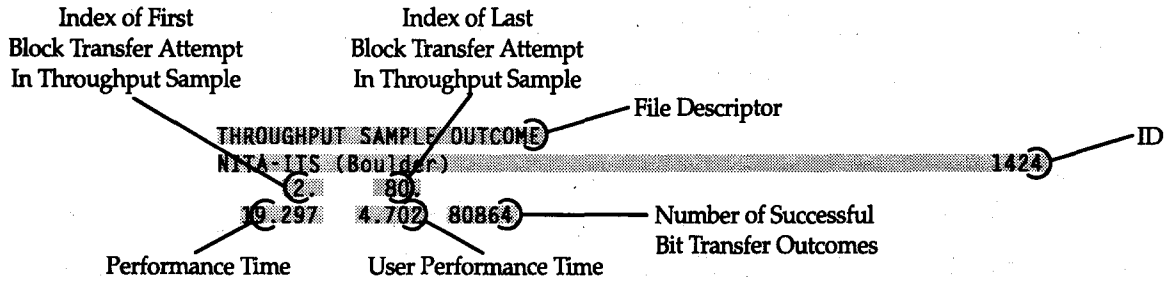 Index of First
Block Transfer Attempt
In Throughput Sample
Index of Last
Block Transfer Attempt
In Throughput Sample
File Descriptor
THROUGHPUT SAMPLE OUTCOME
ID
NITA-ITS (Boulder) 1424
2. 80.
19.297 4.702 80864
Number of Successful
Bit Transfer Outcomes
Performance Time
User Performance Time